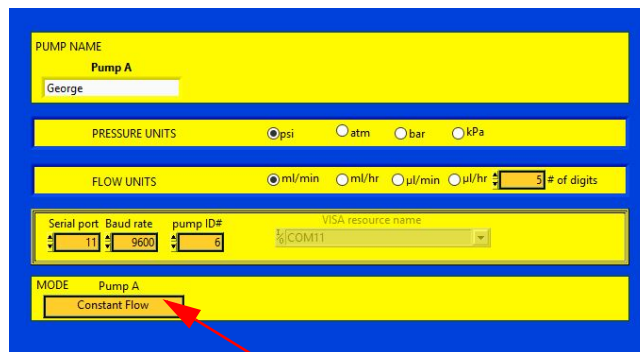 PUMP NAME
Pump A
George
PRESSURE UNITS psi atm bar kPa
FLOW UNITS ml/min ml/hr µl/min µl/hr 5 # of digits
Serial port Baud rate pump ID# VISA resource name
11 9600 6 I/O COM11
MODE Pump A
Constant Flow